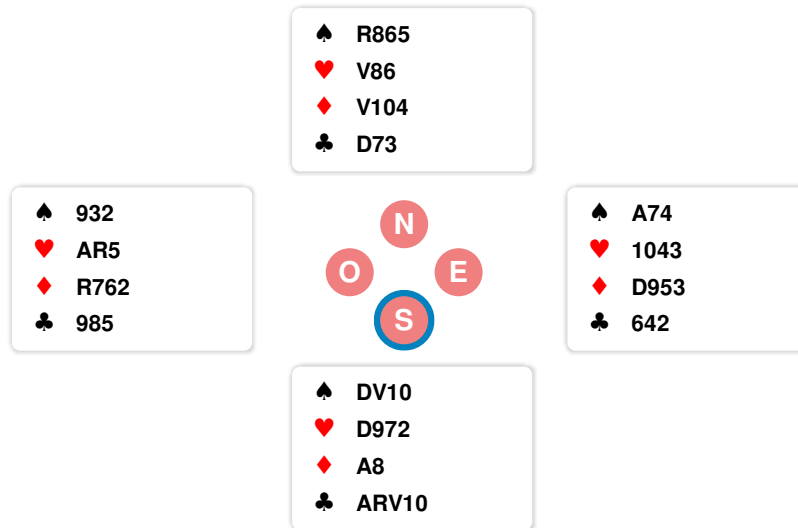 ♠ R865
♥ V86
♦ V104
♣ D73
♠ 932
♥ AR5
♦ R762
♣ 985
N
O E
S
♠ A74
♥ 1043
♦ D953
♣ 642
♠ DV10
♥ D972
♦ A8
♣ ARV10